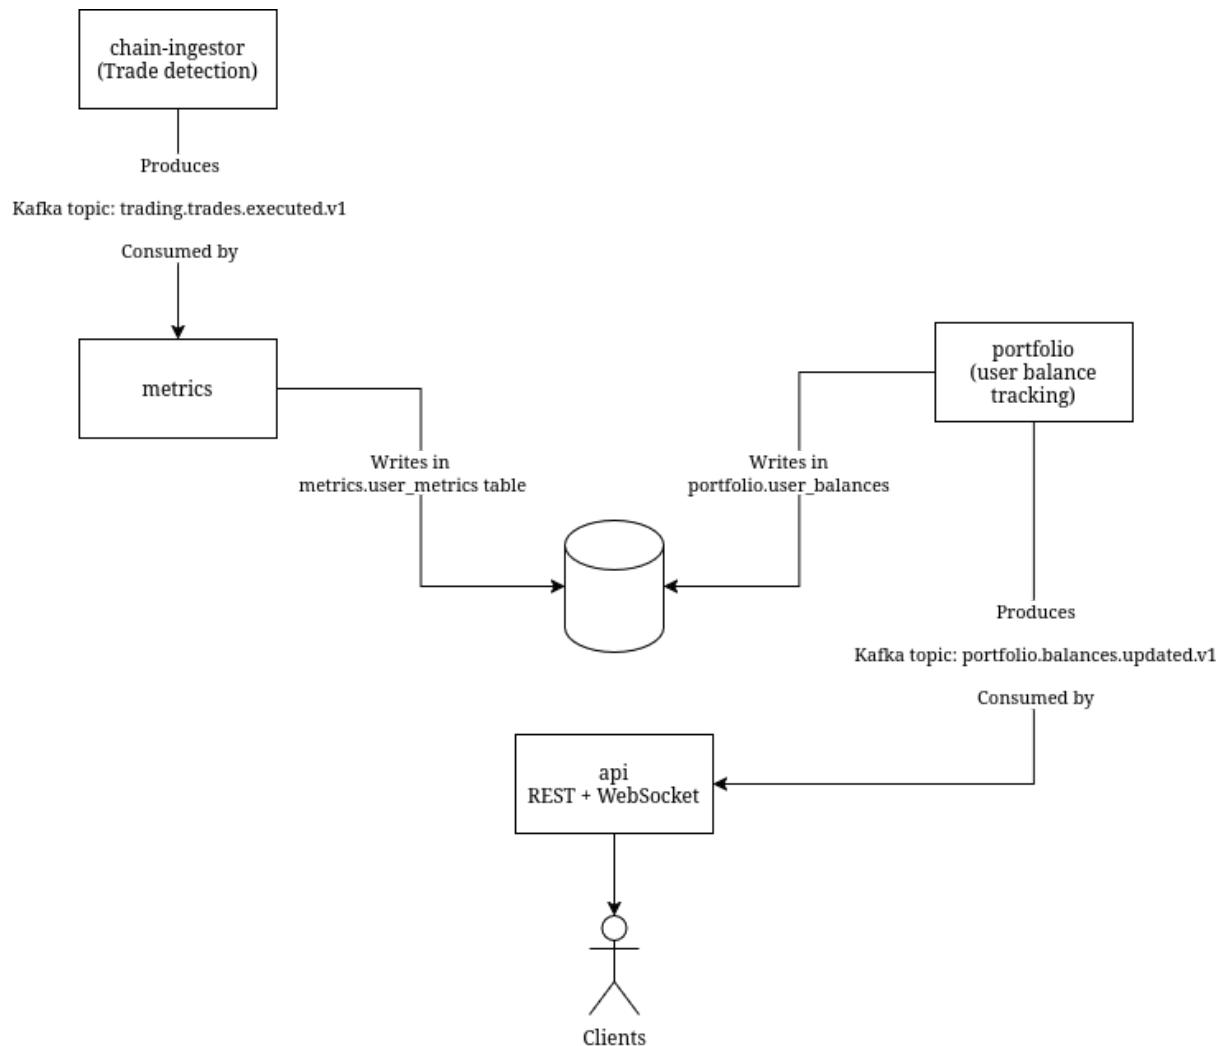 chain-ingestor
(Trade detection)
Produces
Kafka topic: trading.trades.executed.v1
Consumed by
metrics
portfolio
(user balance
tracking)
Writes in
metrics.user_metrics table
Writes in
portfolio.user_balances
Produces
Kafka topic: portfolio.balances.updated.v1
Consumed by
api
REST + WebSocket
Clients